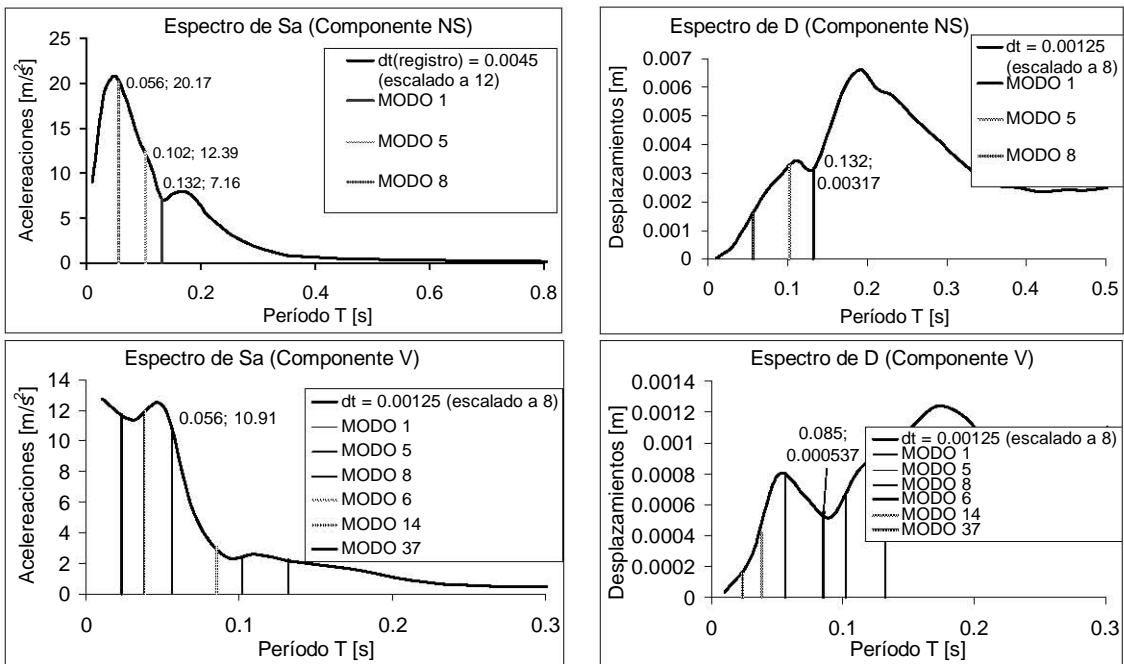 Espectro de Sa (Componente NS)
Acelereaciones [m/s²]
25
20
15
10
5
0
0.056; 20.17
0.102; 12.39
0.132; 7.16
dt(registro) = 0.0045
(escalado a 12)
MODO 1
MODO 5
MODO 8
0
0.2
0.4
0.6
0.8
Período T [s]
Espectro de D (Componente NS)
Desplazamientos [m]
0.007
0.006
0.005
0.004
0.003
0.002
0.001
0
0.132;
0.00317
dt = 0.00125
(escalado a 8)
MODO 1
MODO 5
MODO 8
0
0.1
0.2
0.3
0.4
0.5
Período T [s]
Espectro de Sa (Componente V)
Acelereaciones [m/s²]
14
12
10
8
6
4
2
0
0.056; 10.91
dt = 0.00125 (escalado a 8)
MODO 1
MODO 5
MODO 8
MODO 6
MODO 14
MODO 37
0
0.1
0.2
0.3
Período T [s]
Espectro de D (Componente V)
Desplazamientos [m]
0.0014
0.0012
0.001
0.0008
0.0006
0.0004
0.0002
0
0.085;
0.000537
dt = 0.00125 (escalado a 8)
MODO 1
MODO 5
MODO 8
MODO 6
MODO 14
MODO 37
0
0.1
0.2
0.3
Período T [s]